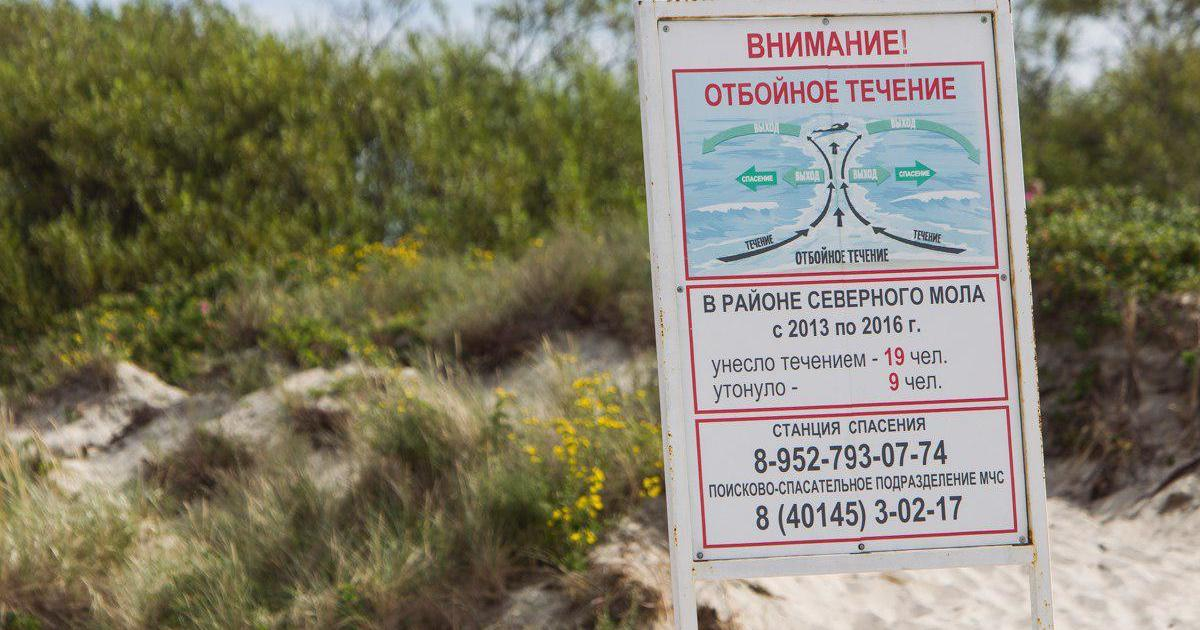 ВНИМАНИЕ!
ОТБОЙНОЕ ТЕЧЕНИЕ
ВЫХОД ВЫХОД
СПАСЕНИЕ ВЫХОД ВЫХОД СПАСЕНИЕ
ТЕЧЕНИЕ ТЕЧЕНИЕ
ОТБОЙНОЕ ТЕЧЕНИЕ
В РАЙОНЕ СЕВЕРНОГО МОЛА
с 2013 по 2016 г.
унесло течением - 19 чел.
утонуло - 9 чел.
СТАНЦИЯ СПАСЕНИЯ
8-952-793-07-74
ПОИСКОВО-СПАСАТЕЛЬНОЕ ПОДРАЗДЕЛЕНИЕ МЧС
8 (40145) 3-02-17